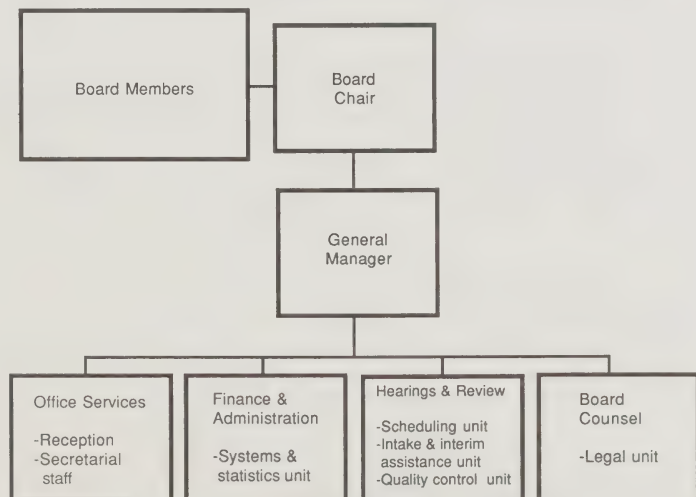 Board Members
Board
Chair
General
Manager
Office Services
-Reception
-Secretarial
staff
Finance &
Administration
-Systems &
statistics unit
Hearings & Review
-Scheduling unit
-Intake & interim
assistance unit
-Quality control unit
Board
Counsel
-Legal unit